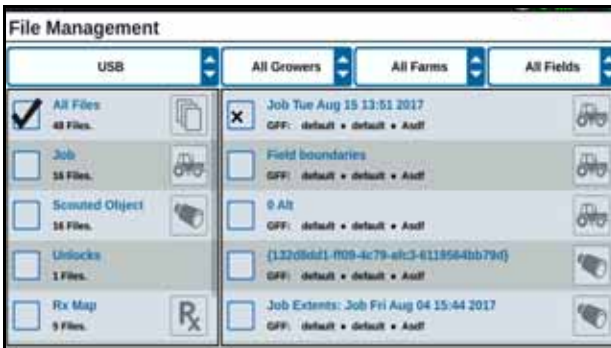 File Management
USB
All Growers
All Farms
All Fields
All Files
48 Files.
Job
16 Files.
Scouted Object
16 Files.
Unlocks
1 Files.
Rx Map
9 Files.
Rx
Job Tue Aug 15 13:51 2017
GFF: default • default • Asdf
Field boundaries
GFF: default • default • Asdf
0 Alt
GFF: default • default • Asdf
GFF: default • default • Asdf
Job Extents: Job Fri Aug 04 15:44 2017
GFF: default • default • Asdf